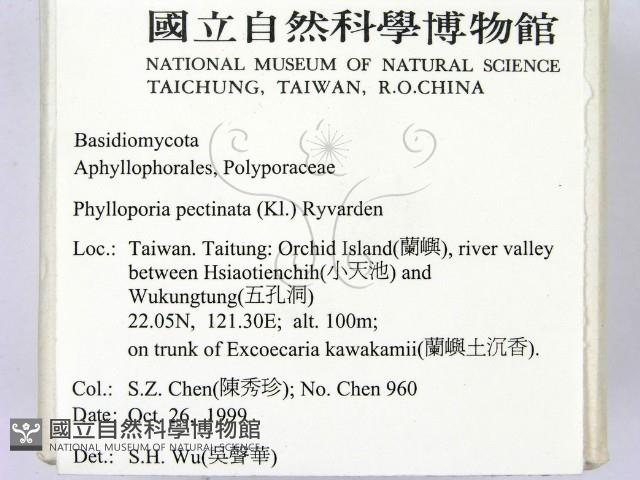 國立自然科學博物館
NATIONAL MUSEUM OF NATURAL SCIENCE
TAICHUNG, TAIWAN, R.O.CHINA
Basidiomycota
Aphyllophorales, Polyporaceae
Phylloporia pectinata (Kl.) Ryvarden
Loc.: Taiwan. Taitung: Orchid Island(蘭嶼), river valley
between Hsiaotienchih(小天池) and
Wukungtung(五孔洞)
22.05N, 121.30E; alt. 100m;
on trunk of Excoecaria kawakamii(蘭嶼土沉香).
Col.: S.Z. Chen(陳秀珍); No. Chen 960
Date: Oct. 26, 1999
國立自然科學博物館
NATIONAL MUSEUM OF NATURAL SCIENCE
Det.: S.H. Wu(吳聲華)